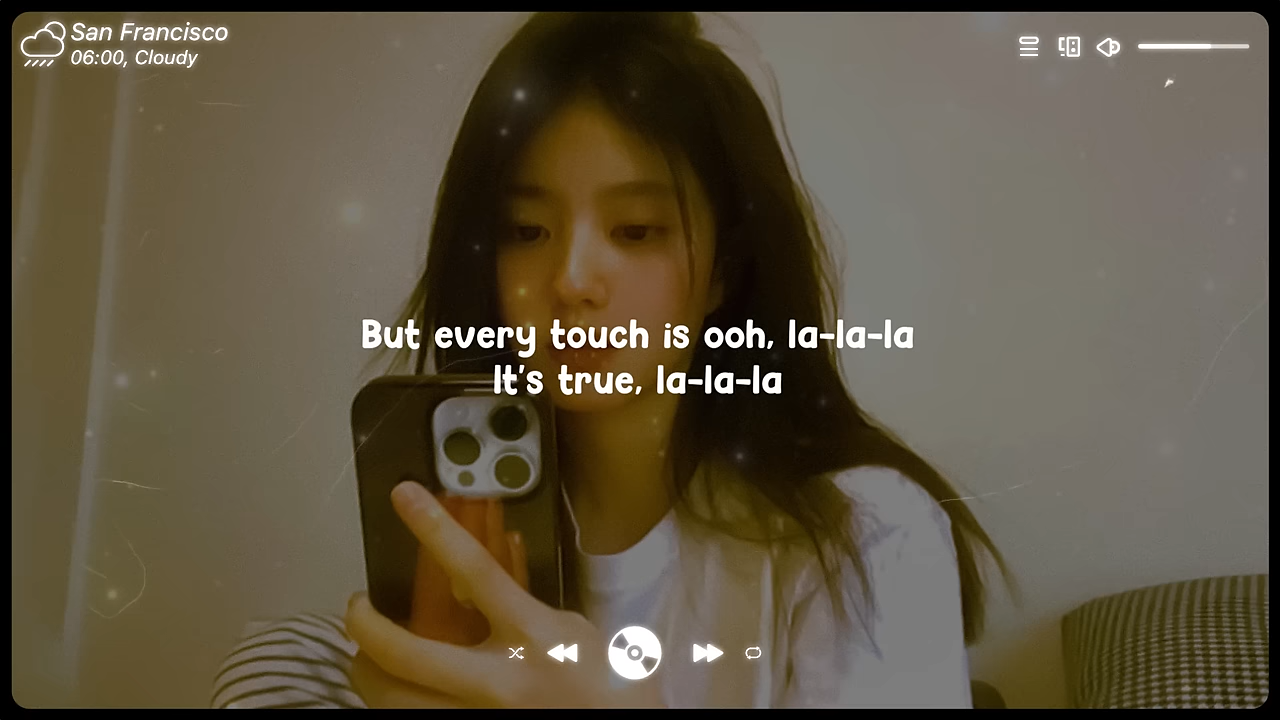 San Francisco
06:00, Cloudy
But every touch is ooh, la-la-la
It's true, la-la-la